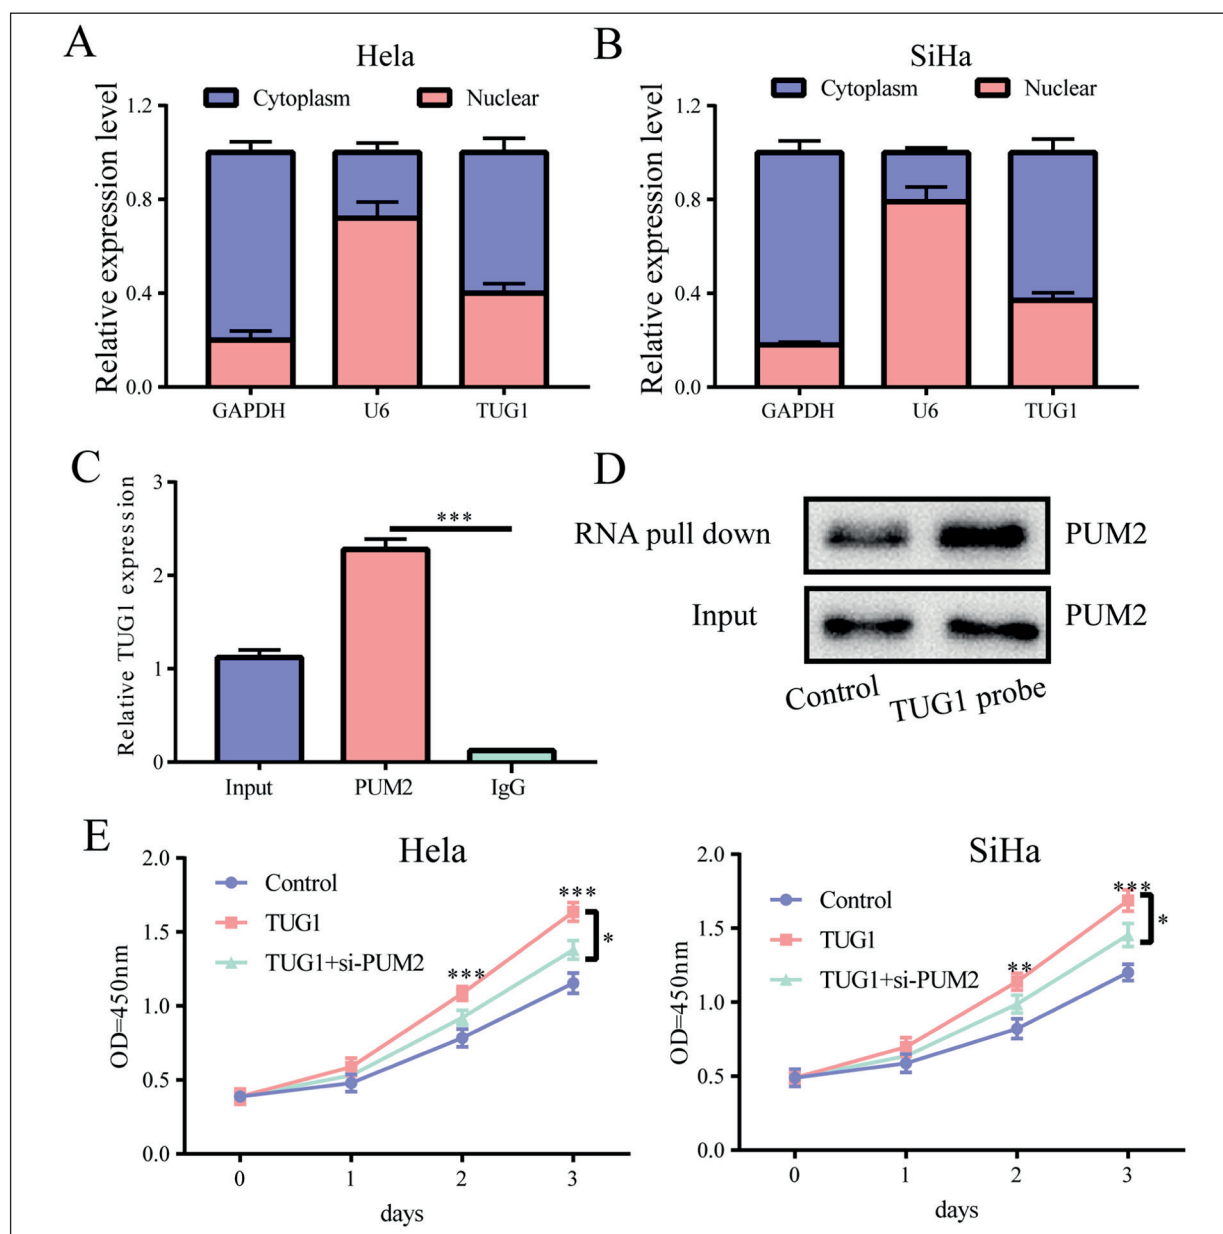 A
Hela
Cytoplasm
Nuclear
Relative expression level
1.2
0.8
0.4
0.0
GAPDH
U6
TUG1
B
SiHa
Cytoplasm
Nuclear
Relative expression level
1.2
0.8
0.4
0.0
GAPDH
U6
TUG1
C
Relative TUG1 expression
3
2
1
0
***
Input
PUM2
IgG
D
RNA pull down
PUM2
Input
PUM2
Control
TUG1 probe
E
Hela
Control
TUG1
TUG1+si-PUM2
OD=450nm
2.0
1.5
1.0
0.5
0.0
***
***
*
0
1
2
3
days
SiHa
Control
TUG1
TUG1+si-PUM2
OD=450nm
2.0
1.5
1.0
0.5
0.0
**
***
*
0
1
2
3
days